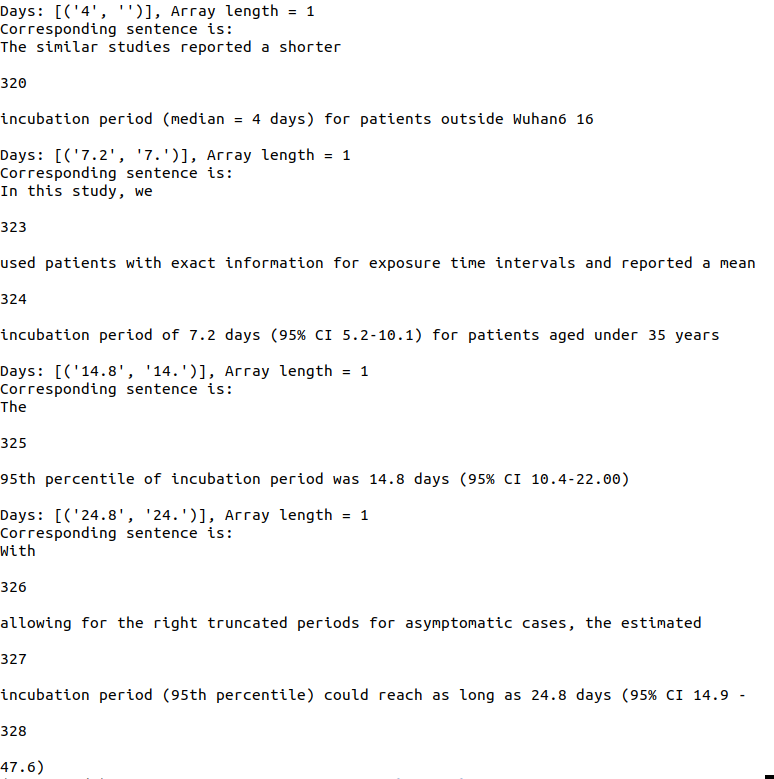 Days: [('4', '')], Array length = 1
Corresponding sentence is:
The similar studies reported a shorter
320
incubation period (median = 4 days) for patients outside Wuhan6 16
Days: [('7.2', '7.')], Array length = 1
Corresponding sentence is:
In this study, we
323
used patients with exact information for exposure time intervals and reported a mean
324
incubation period of 7.2 days (95% CI 5.2-10.1) for patients aged under 35 years
Days: [('14.8', '14.')], Array length = 1
Corresponding sentence is:
The
325
95th percentile of incubation period was 14.8 days (95% CI 10.4-22.00)
Days: [('24.8', '24.')], Array length = 1
Corresponding sentence is:
With
326
allowing for the right truncated periods for asymptomatic cases, the estimated
327
incubation period (95th percentile) could reach as long as 24.8 days (95% CI 14.9 -
328
47.6)